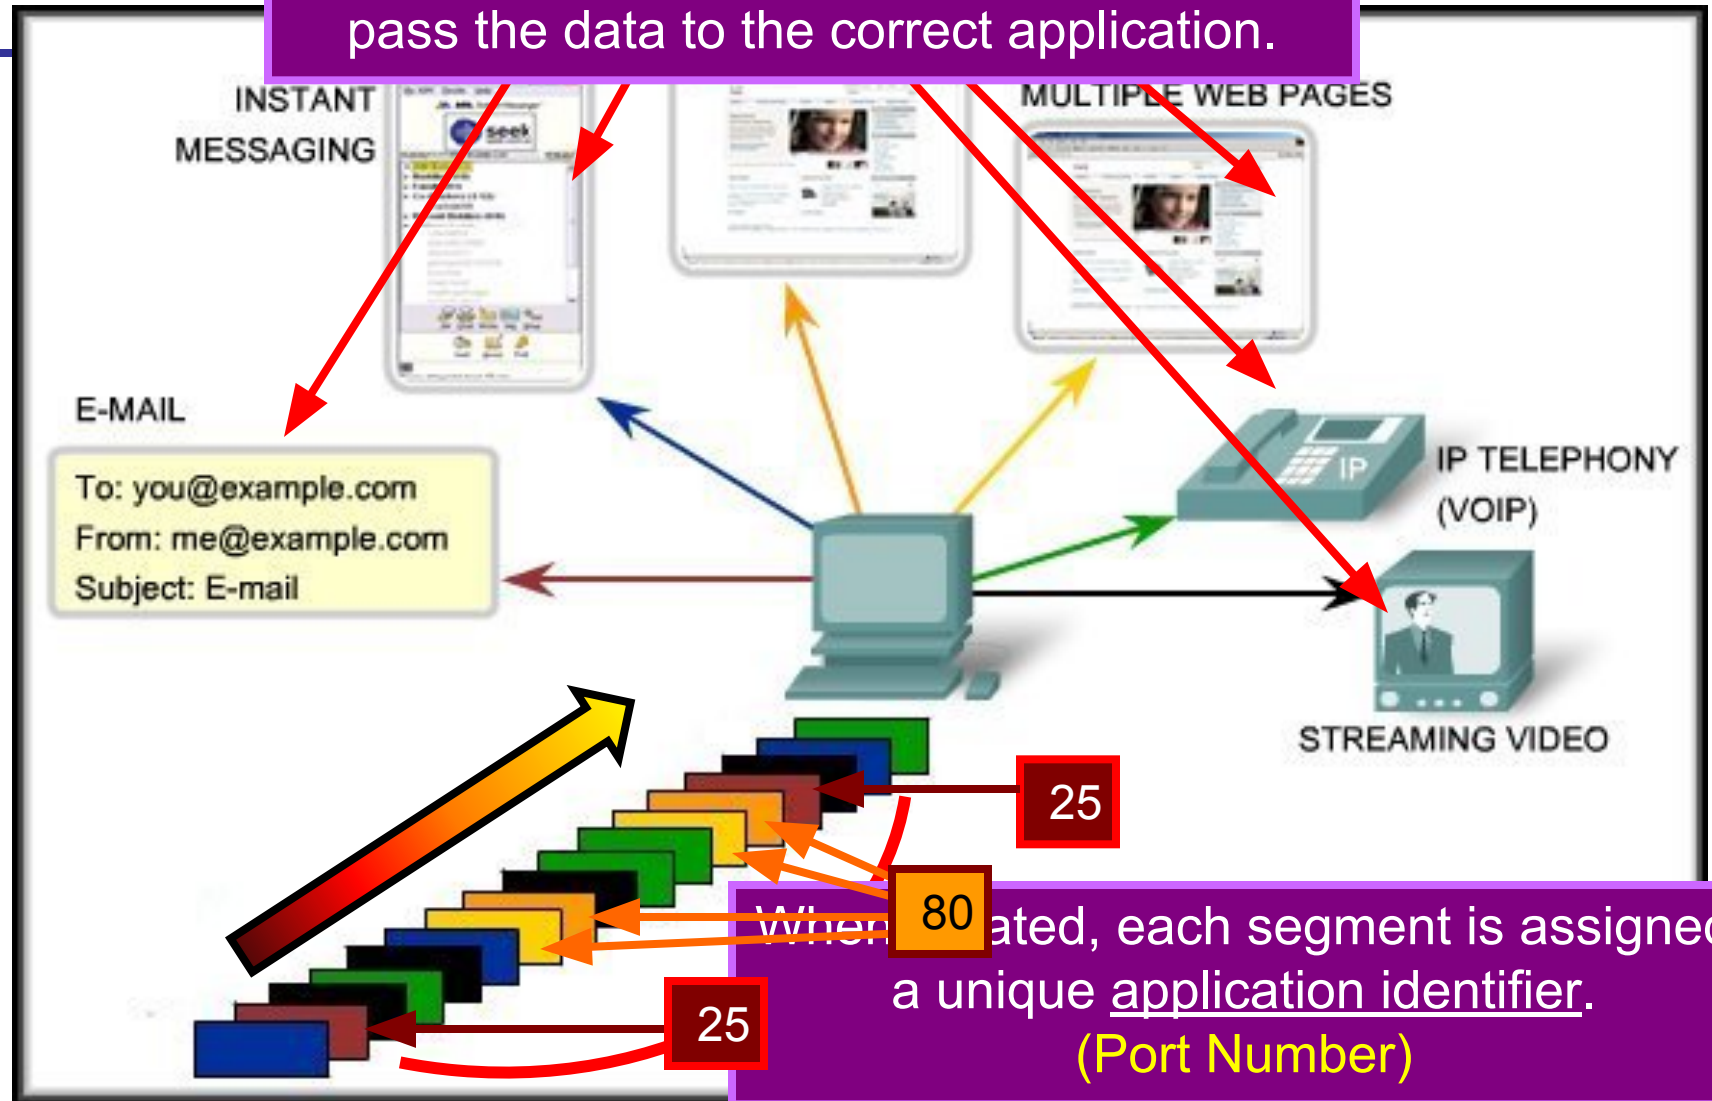 pass the data to the correct application.
INSTANT
MESSAGING
seek
MULTIPLE WEB PAGES
E-MAIL
To: you@example.com
From: me@example.com
Subject: E-mail
IP
IP TELEPHONY
(VOIP)
STREAMING VIDEO
25
80
When ated, each segment is assigned
a unique application identifier.
(Port Number)
25